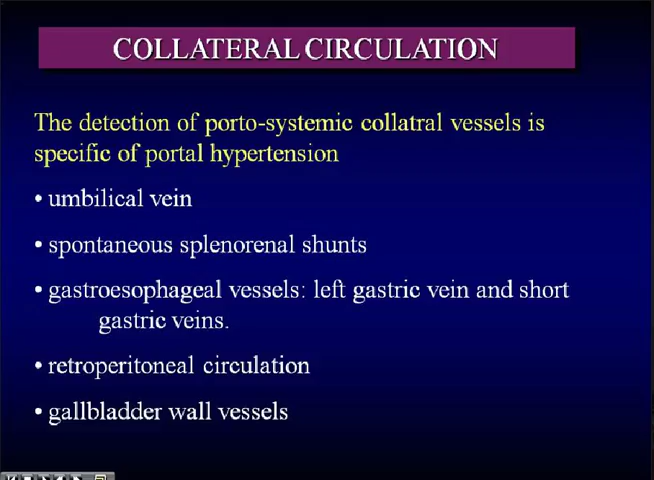 COLLATERAL CIRCULATION
The detection of porto-systemic collatral vessels is
specific of portal hypertension
• umbilical vein
• spontaneous splenorenal shunts
• gastroesophageal vessels: left gastric vein and short
gastric veins.
• retroperitoneal circulation
• gallbladder wall vessels